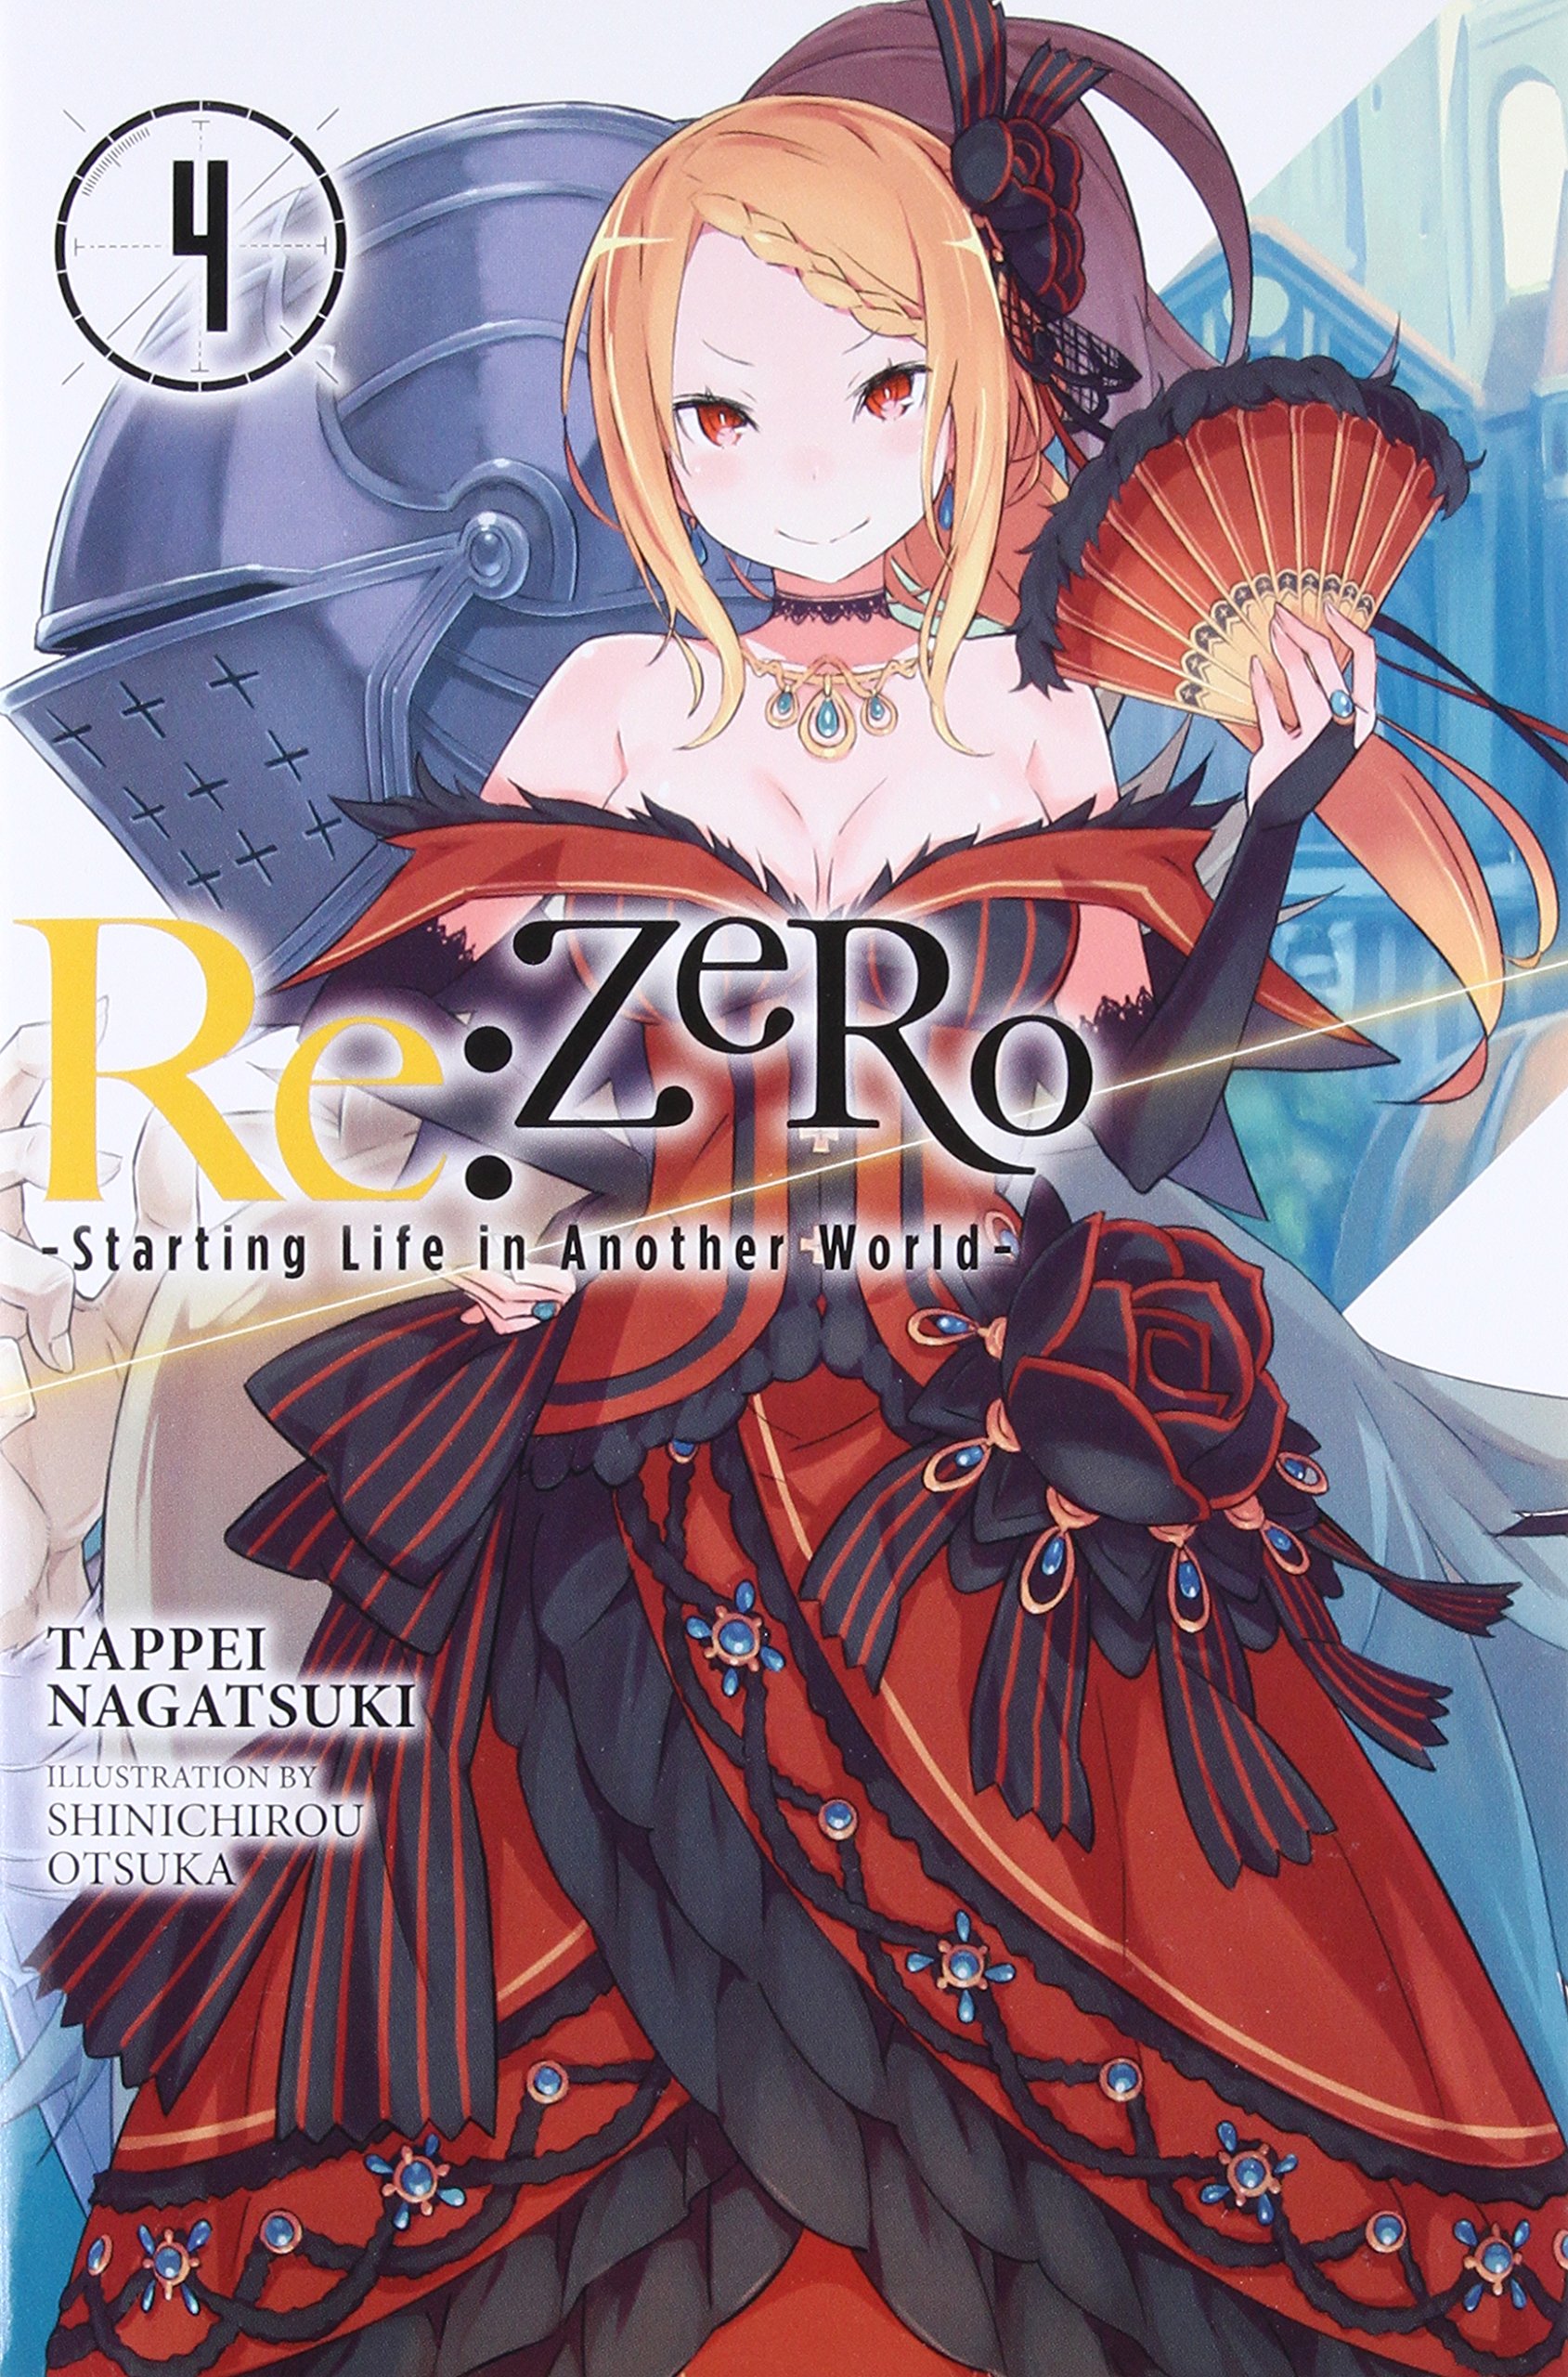 4
Re:ZeRo
-Starting Life in Another World-
TAPPEI
NAGATSUKI
ILLUSTRATION BY
SHINICHIROU
OTSUKA